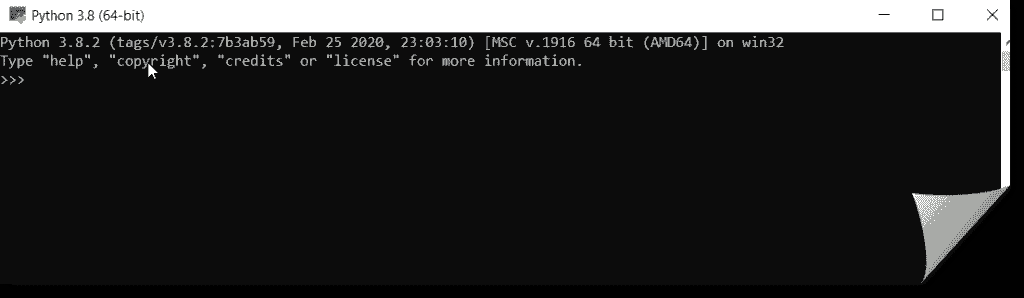 Python 3.8 (64-bit)
Python 3.8.2 (tags/v3.8.2:7b3ab59, Feb 25 2020, 23:03:10) [MSC v.1916 64 bit (AMD64)] on win32
Type "help", "copyright", "credits" or "license" for more information.
>>>